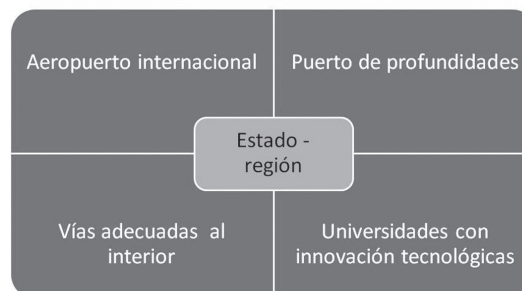 Aeropuerto internacional
Puerto de profundidades
Estado -
región
Vías adecuadas al
interior
Universidades con
innovación tecnológicas